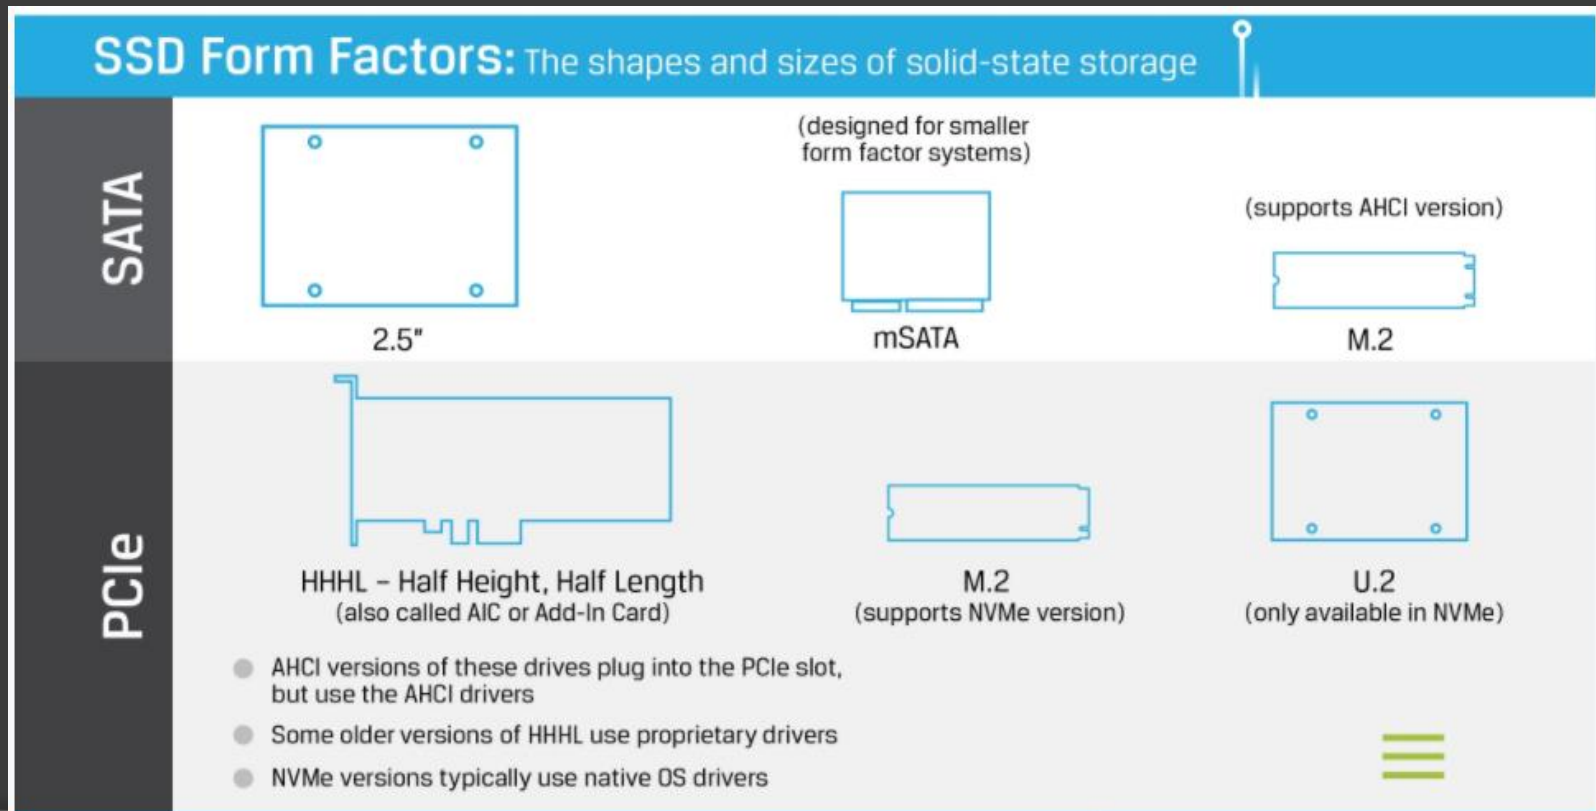 SSD Form Factors: The shapes and sizes of solid-state storage
SATA
2.5"
(designed for smaller
form factor systems)
mSATA
(supports AHCI version)
M.2
PCIe
HHHL – Half Height, Half Length
(also called AIC or Add-In Card)
M.2
(supports NVMe version)
U.2
(only available in NVMe)
AHCI versions of these drives plug into the PCIe slot,
but use the AHCI drivers
Some older versions of HHHL use proprietary drivers
NVMe versions typically use native OS drivers